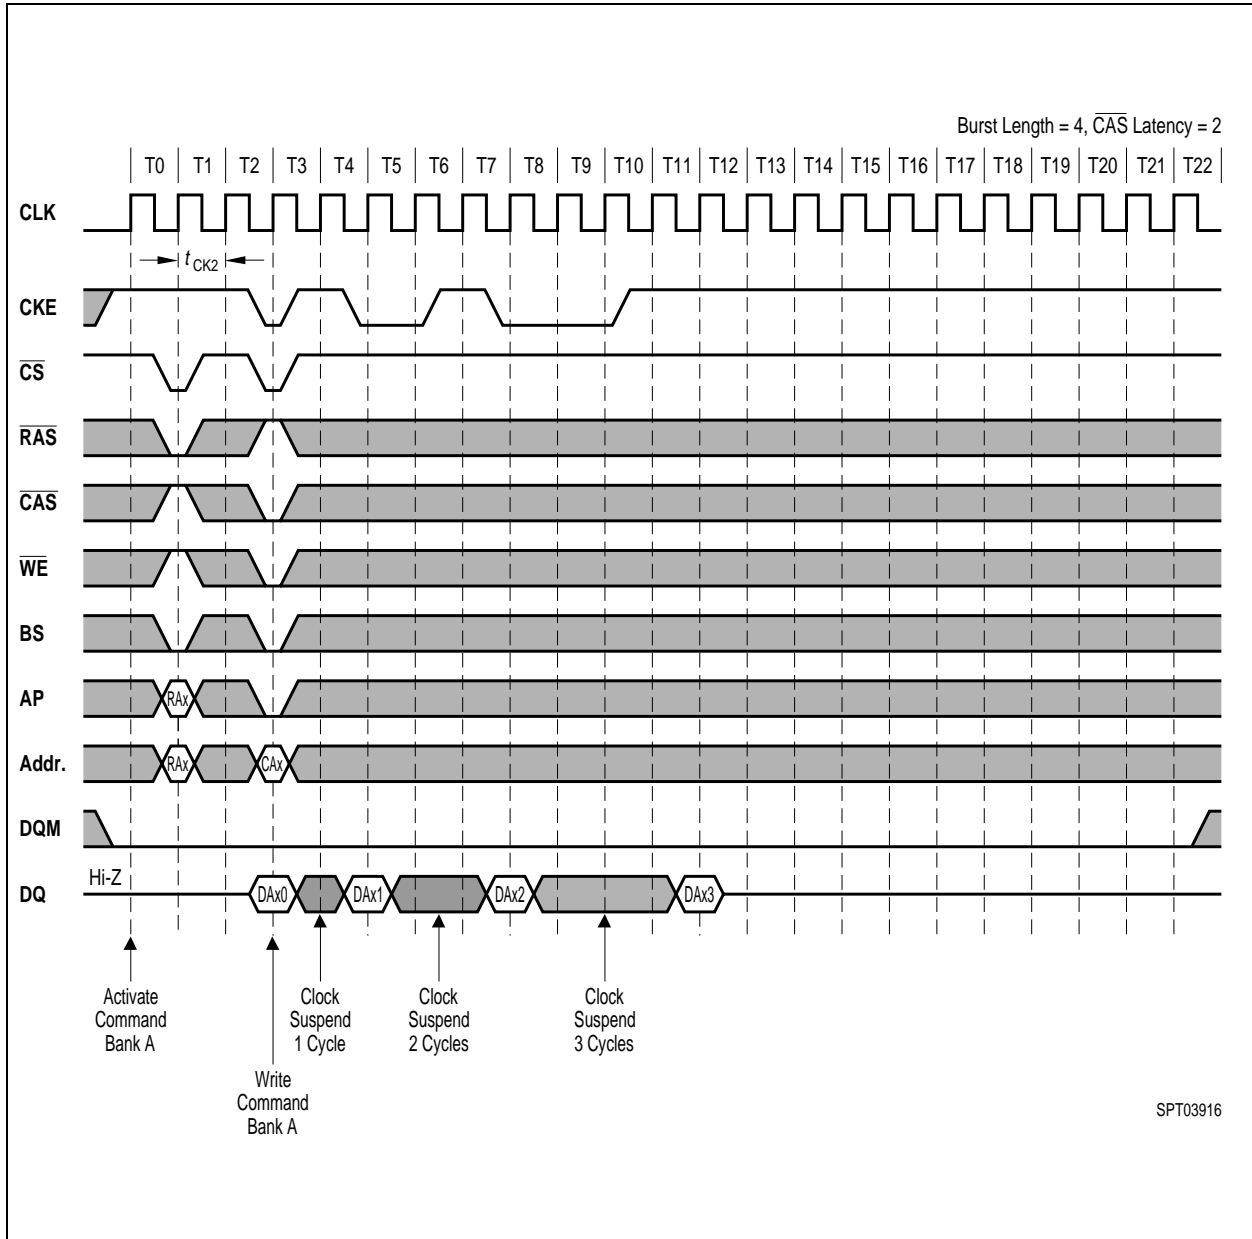 Burst Length = 4, CAS Latency = 2
T0 T1 T2 T3 T4 T5 T6 T7 T8 T9 T10 T11 T12 T13 T14 T15 T16 T17 T18 T19 T20 T21 T22
CLK
t CK2
CKE
CS
RAS
CAS
WE
BS
AP RAx
Addr. RAx CAx
DQM
Hi-Z
DQ DAx0 DAx1 DAx2 DAx3
Activate
Command
Bank A
Clock
Suspend
1 Cycle
Clock
Suspend
2 Cycles
Clock
Suspend
3 Cycles
Write
Command
Bank A
SPT03916